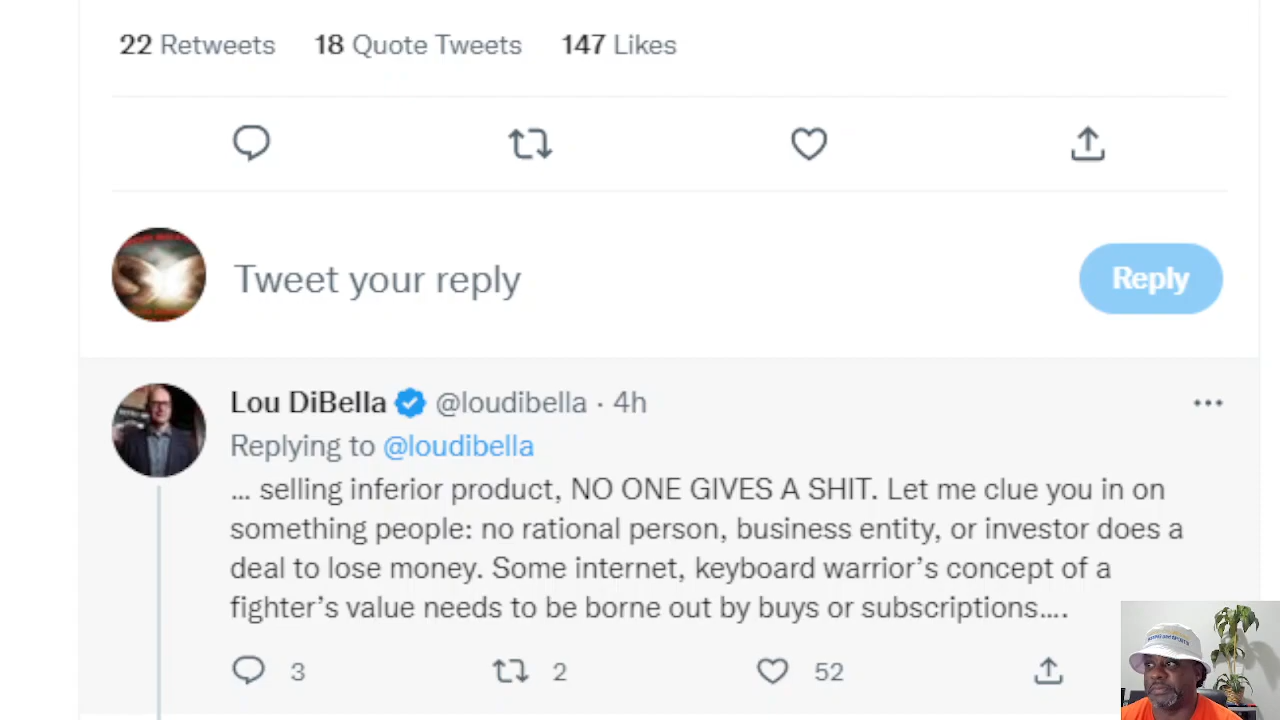 22 Retweets 18 Quote Tweets 147 Likes
Tweet your reply
Reply
Lou DiBella @loudibella · 4h
Replying to @loudibella
... selling inferior product, NO ONE GIVES A SHIT. Let me clue you in on
something people: no rational person, business entity, or investor does a
deal to lose money. Some internet, keyboard warrior’s concept of a
fighter’s value needs to be borne out by buys or subscriptions....
3 2 52